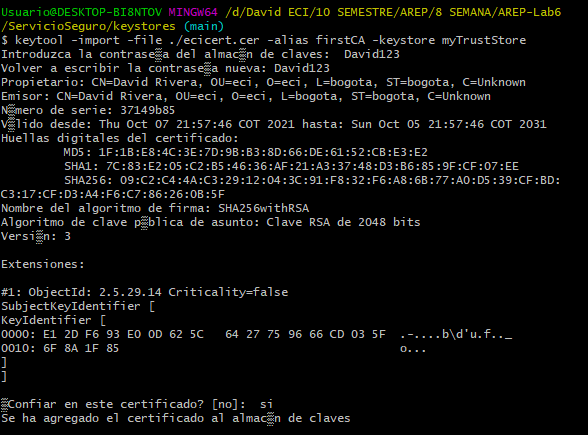 Usuario@DESKTOP-BI8NTOV MINGW64 /d/David ECI/10 SEMESTRE/AREP/8 SEMANA/AREP-Lab6
/ServicioSeguro/keystores (main)
$ keytool -import -file ./ecicert.cer -alias firstCA -keystore myTrustStore
Introduzca la contrase▒a del almac▒n de claves:  David123
Volver a escribir la contrase▒a nueva: David123
Propietario: CN=David Rivera, OU=eci, O=eci, L=bogota, ST=bogota, C=Unknown
Emisor: CN=David Rivera, OU=eci, O=eci, L=bogota, ST=bogota, C=Unknown
N▒mero de serie: 37149b85
V▒lido desde: Thu Oct 07 21:57:46 COT 2021 hasta: Sun Oct 05 21:57:46 COT 2031
Huellas digitales del certificado:
         MD5: 1F:1B:E8:4C:3E:7D:9B:B3:8D:66:DE:61:52:CB:E3:E2
         SHA1: 7C:83:E2:05:C2:B5:46:36:AF:21:A3:37:48:D3:B6:85:9F:CF:07:EE
         SHA256: 09:C2:C4:4A:C3:29:12:04:3C:91:F8:32:F6:A8:6B:77:A0:D5:39:CF:BD:
C3:17:CF:D3:A4:F6:C7:86:26:0B:5F
Nombre del algoritmo de firma: SHA256withRSA
Algoritmo de clave p▒blica de asunto: Clave RSA de 2048 bits
Versi▒n: 3
Extensiones:
#1: ObjectId: 2.5.29.14 Criticality=false
SubjectKeyIdentifier [
KeyIdentifier [
0000: E1 2D F6 93 E0 0D 62 5C   64 27 75 96 66 CD 03 5F  .-....b\d'u.f.._
0010: 6F 8A 1F 85                                        o...
]
]
▒Confiar en este certificado? [no]:  si
Se ha agregado el certificado al almac▒n de claves